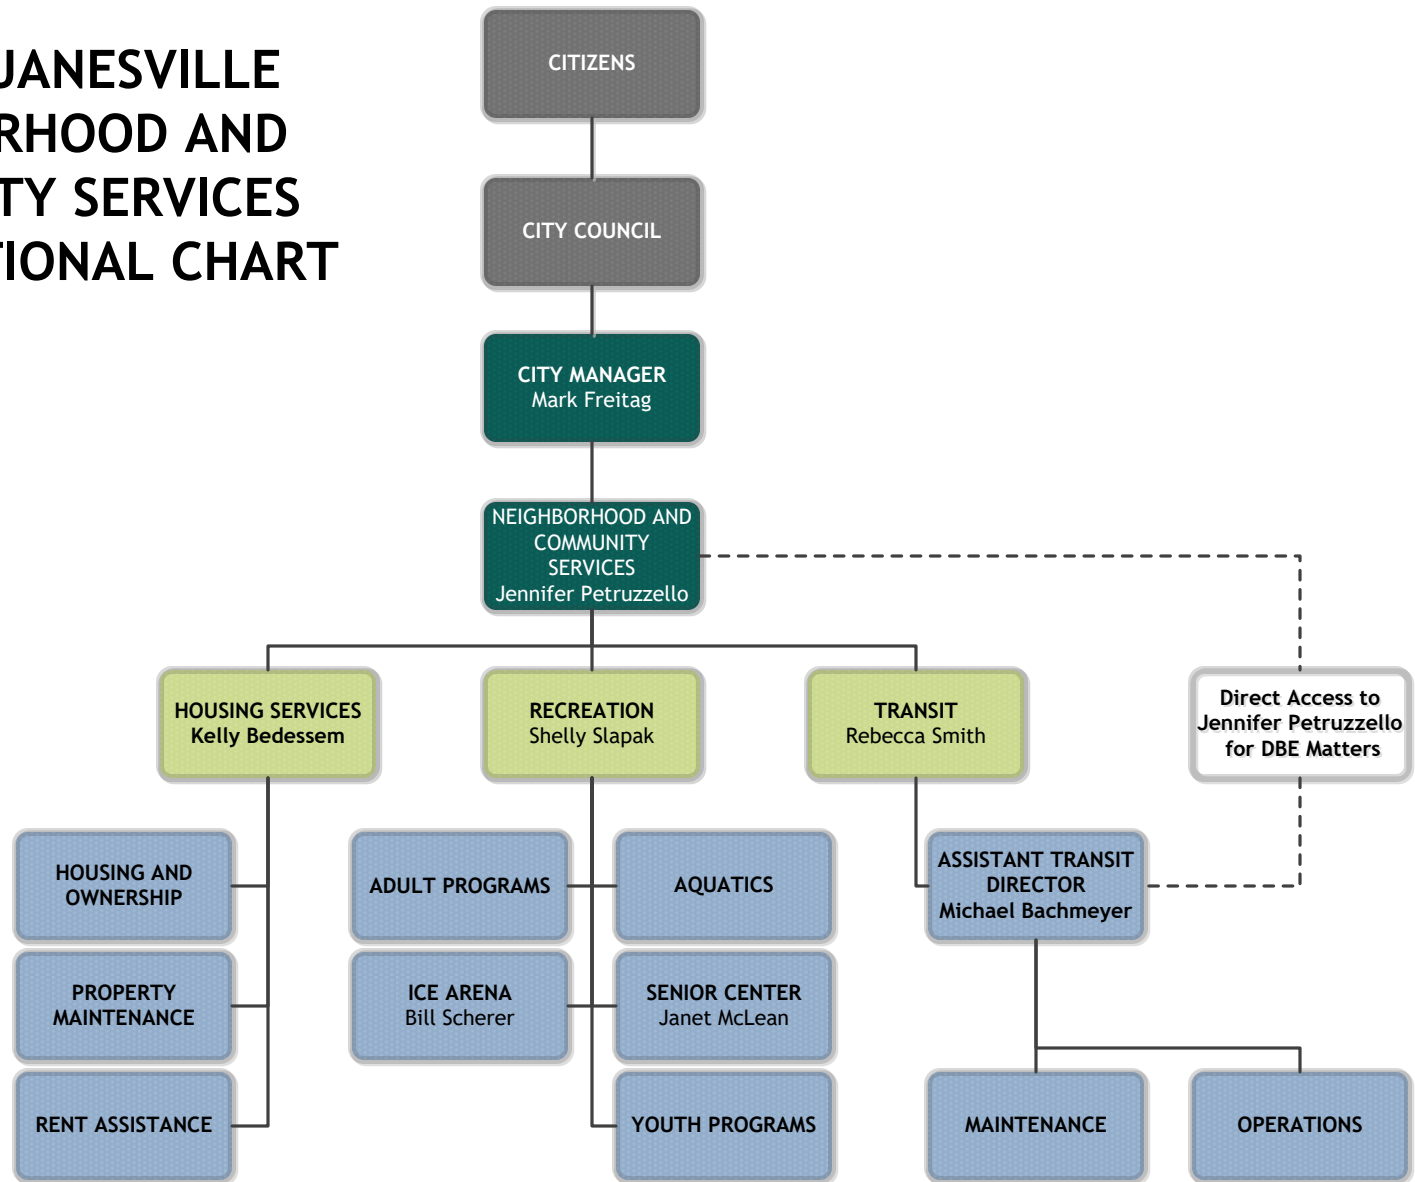 JANESVILLE
RHOOD AND
TY SERVICES
TIONAL CHART
CITIZENS
CITY COUNCIL
CITY MANAGER
Mark Freitag
NEIGHBORHOOD AND
COMMUNITY
SERVICES
Jennifer Petruzzello
HOUSING SERVICES
Kelly Bedessem
RECREATION
Shelly Slapak
TRANSIT
Rebecca Smith
Direct Access to
Jennifer Petruzzello
for DBE Matters
HOUSING AND
OWNERSHIP
ADULT PROGRAMS
AQUATICS
ASSISTANT TRANSIT
DIRECTOR
Michael Bachmeyer
PROPERTY
MAINTENANCE
ICE ARENA
Bill Scherer
SENIOR CENTER
Janet McLean
RENT ASSISTANCE
YOUTH PROGRAMS
MAINTENANCE
OPERATIONS